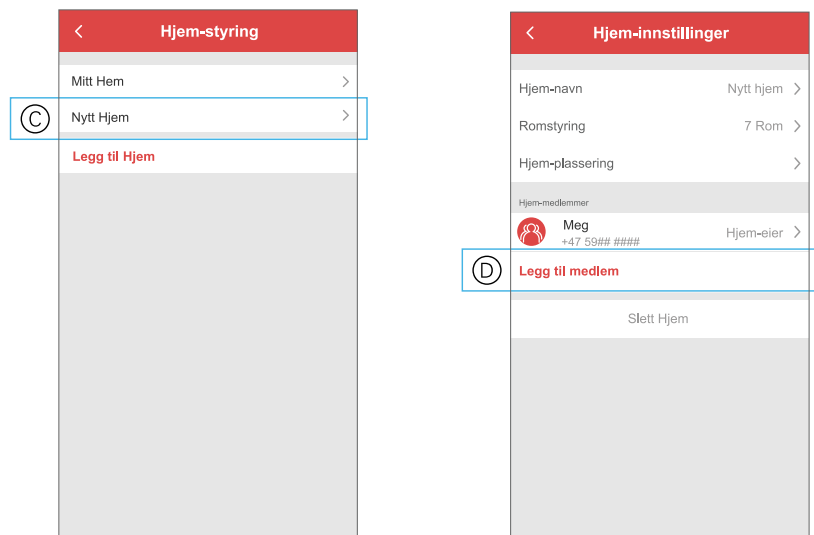 Hjem-styring
Mitt Hem
C
Nytt Hjem
Legg til Hjem
Hjem-innstillinger
Hjem-navn Nytt hjem
Romstyring 7 Rom
Hjem-plassering
Hjem-medlemmer
Meg
+47 59## ####
Hjem-eier
D
Legg til medlem
Slett Hjem